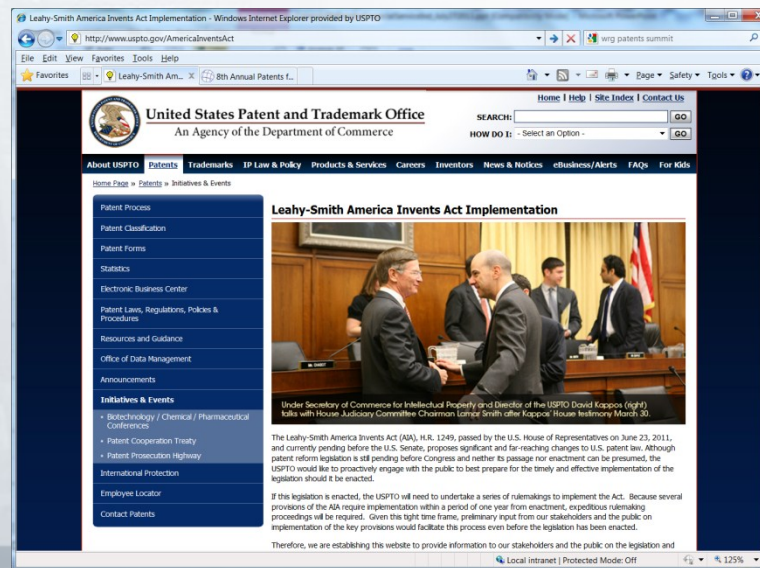 Leahy-Smith America Invents Act Implementation - Windows Internet Explorer provided by USPTO
http://www.uspto.gov/AmericaInventsAct
wrg patents summit
File Edit View Favorites Tools Help
Favorites
Leahy-Smith Am... X
8th Annual Patents f...
Page Safety Tools
United States Patent and Trademark Office
An Agency of the Department of Commerce
Home | Help | Site Index | Contact Us
SEARCH: GO
HOW DO I: - Select an Option - GO
About USPTO Patents Trademarks IP Law & Policy Products & Services Careers Inventors News & Notices eBusiness/Alerts FAQs For Kids
Home Page » Patents » Initiatives & Events
Patent Process
Patent Classification
Patent Forms
Statistics
Electronic Business Center
Patent Laws, Regulations, Policies &
Procedures
Resources and Guidance
Office of Data Management
Announcements
Initiatives & Events
• Biotechnology / Chemical / Pharmaceutical
Conferences
• Patent Cooperation Treaty
• Patent Prosecution Highway
International Protection
Employee Locator
Contact Patents
Leahy-Smith America Invents Act Implementation
Under Secretary of Commerce for Intellectual Property and Director of the USPTO David Kappos (right)
talks with House Judiciary Committee Chairman Lamar Smith after Kappos' House testimony March 30.
The Leahy-Smith America Invents Act (AIA), H.R. 1249, passed by the U.S. House of Representatives on June 23, 2011,
and currently pending before the U.S. Senate, proposes significant and far-reaching changes to U.S. patent law. Although
patent reform legislation is still pending before Congress and neither its passage nor enactment can be presumed, the
USPTO would like to proactively engage with the public to best prepare for the timely and effective implementation of the
legislation should it be enacted.
If this legislation is enacted, the USPTO will need to undertake a series of rulemakings to implement the Act. Because several
provisions of the AIA require implementation within a period of one year from enactment, expeditious rulemaking
proceedings will be required. Given this tight time frame, preliminary input from our stakeholders and the public on
implementation of the key provisions would facilitate this process even before the legislation has been enacted.
Therefore, we are establishing this website to provide information to our stakeholders and the public on the legislation and
Local intranet | Protected Mode: Off
125%